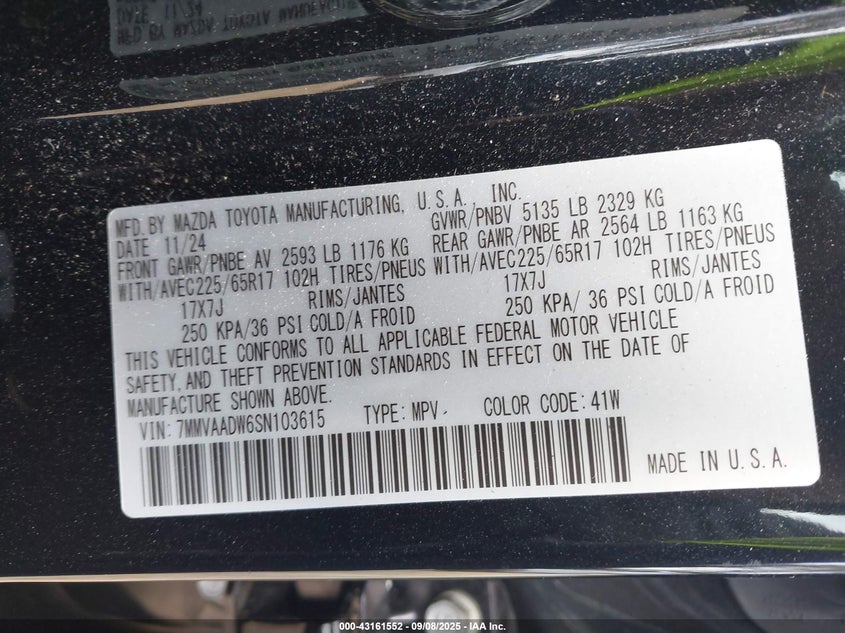 MFD. BY MAZDA TOYOTA MANUFACTURING, U.S.A., INC.
DATE 11/24 GVWR/PNBV 5135 LB 2329 KG
FRONT GAWR/PNBE AV 2593 LB 1176 KG REAR GAWR/PNBE AR 2564 LB 1163 KG
WITH/AVEC225/65R17 102H TIRES/PNEUS WITH/AVEC225/65R17 102H TIRES/PNEUS
17X7J RIMS/JANTES 17X7J RIMS/JANTES
250 KPA/36 PSI COLD/A FROID 250 KPA/ 36 PSI COLD/A FROID
THIS VEHICLE CONFORMS TO ALL APPLICABLE FEDERAL MOTOR VEHICLE
SAFETY, AND THEFT PREVENTION STANDARDS IN EFFECT ON THE DATE OF
MANUFACTURE SHOWN ABOVE.
VIN: 7MMVAADW6SN103615 TYPE: MPV COLOR CODE: 41W
MADE IN U.S.A.
000-43161552 - 09/08/2025 - IAA Inc.